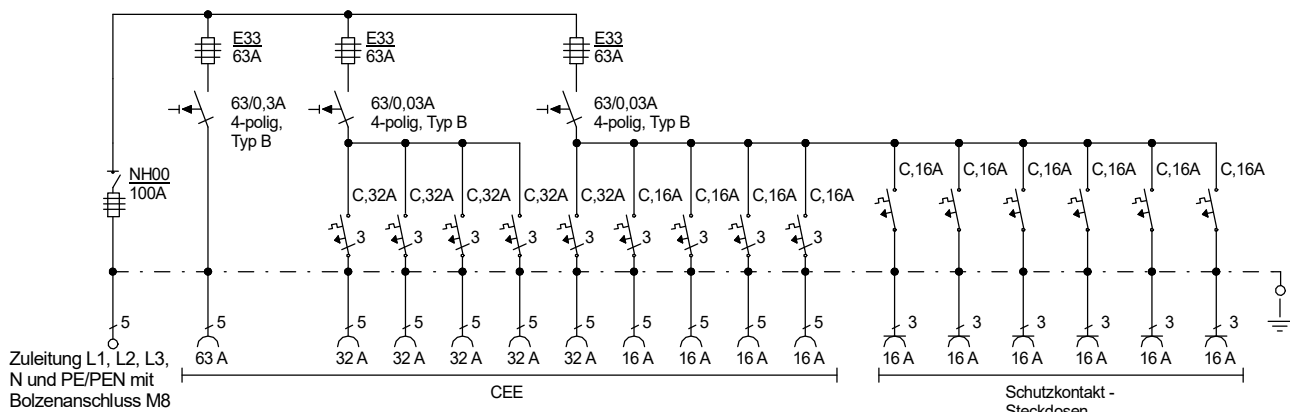 E33
63A
E33
63A
E33
63A
63/0,3A
4-polig,
Typ B
63/0,03A
4-polig, Typ B
63/0,03A
4-polig, Typ B
NH00
100A
C,32A C,32A C,32A C,32A C,32A C,16A C,16A C,16A C,16A
C,16A C,16A C,16A C,16A C,16A C,16A
3 3 3 3 3 3 3 3 3
5 5 5 5 5 5 5 5 5 5 5 3 3 3 3 3 3
63 A 32 A 32 A 32 A 32 A 32 A 16 A 16 A 16 A 16 A 16 A 16 A 16 A 16 A 16 A 16 A
Zuleitung L1, L2, L3,
N und PE/PEN mit
Bolzenanschluss M8
CEE
Schutzkontakt -
Steckdosen